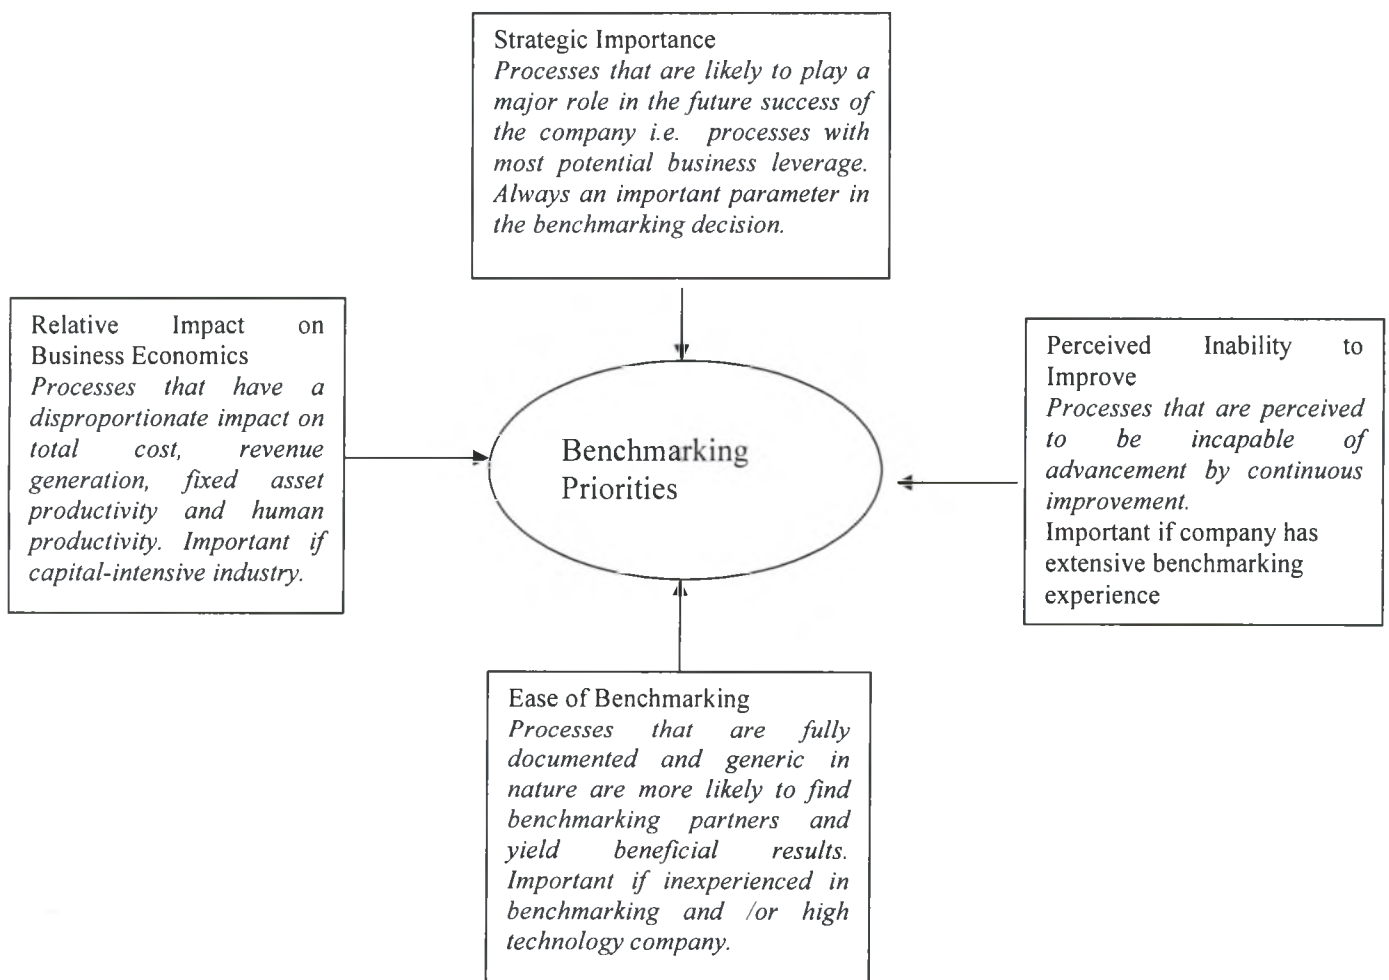 Strategic Importance
Processes that are likely to play a
major role in the future success of
the company i.e. processes with
most potential business leverage.
Always an important parameter in
the benchmarking decision.
Relative Impact on
Business Economics
Processes that have a
disproportionate impact on
total cost, revenue
generation, fixed asset
productivity and human
productivity. Important if
capital-intensive industry.
Benchmarking
Priorities
Perceived Inability to
Improve
Processes that are perceived
to be incapable of
advancement by continuous
improvement.
Important if company has
extensive benchmarking
experience
Ease of Benchmarking
Processes that are fully
documented and generic in
nature are more likely to find
benchmarking partners and
yield beneficial results.
Important if inexperienced in
benchmarking and /or high
technology company.